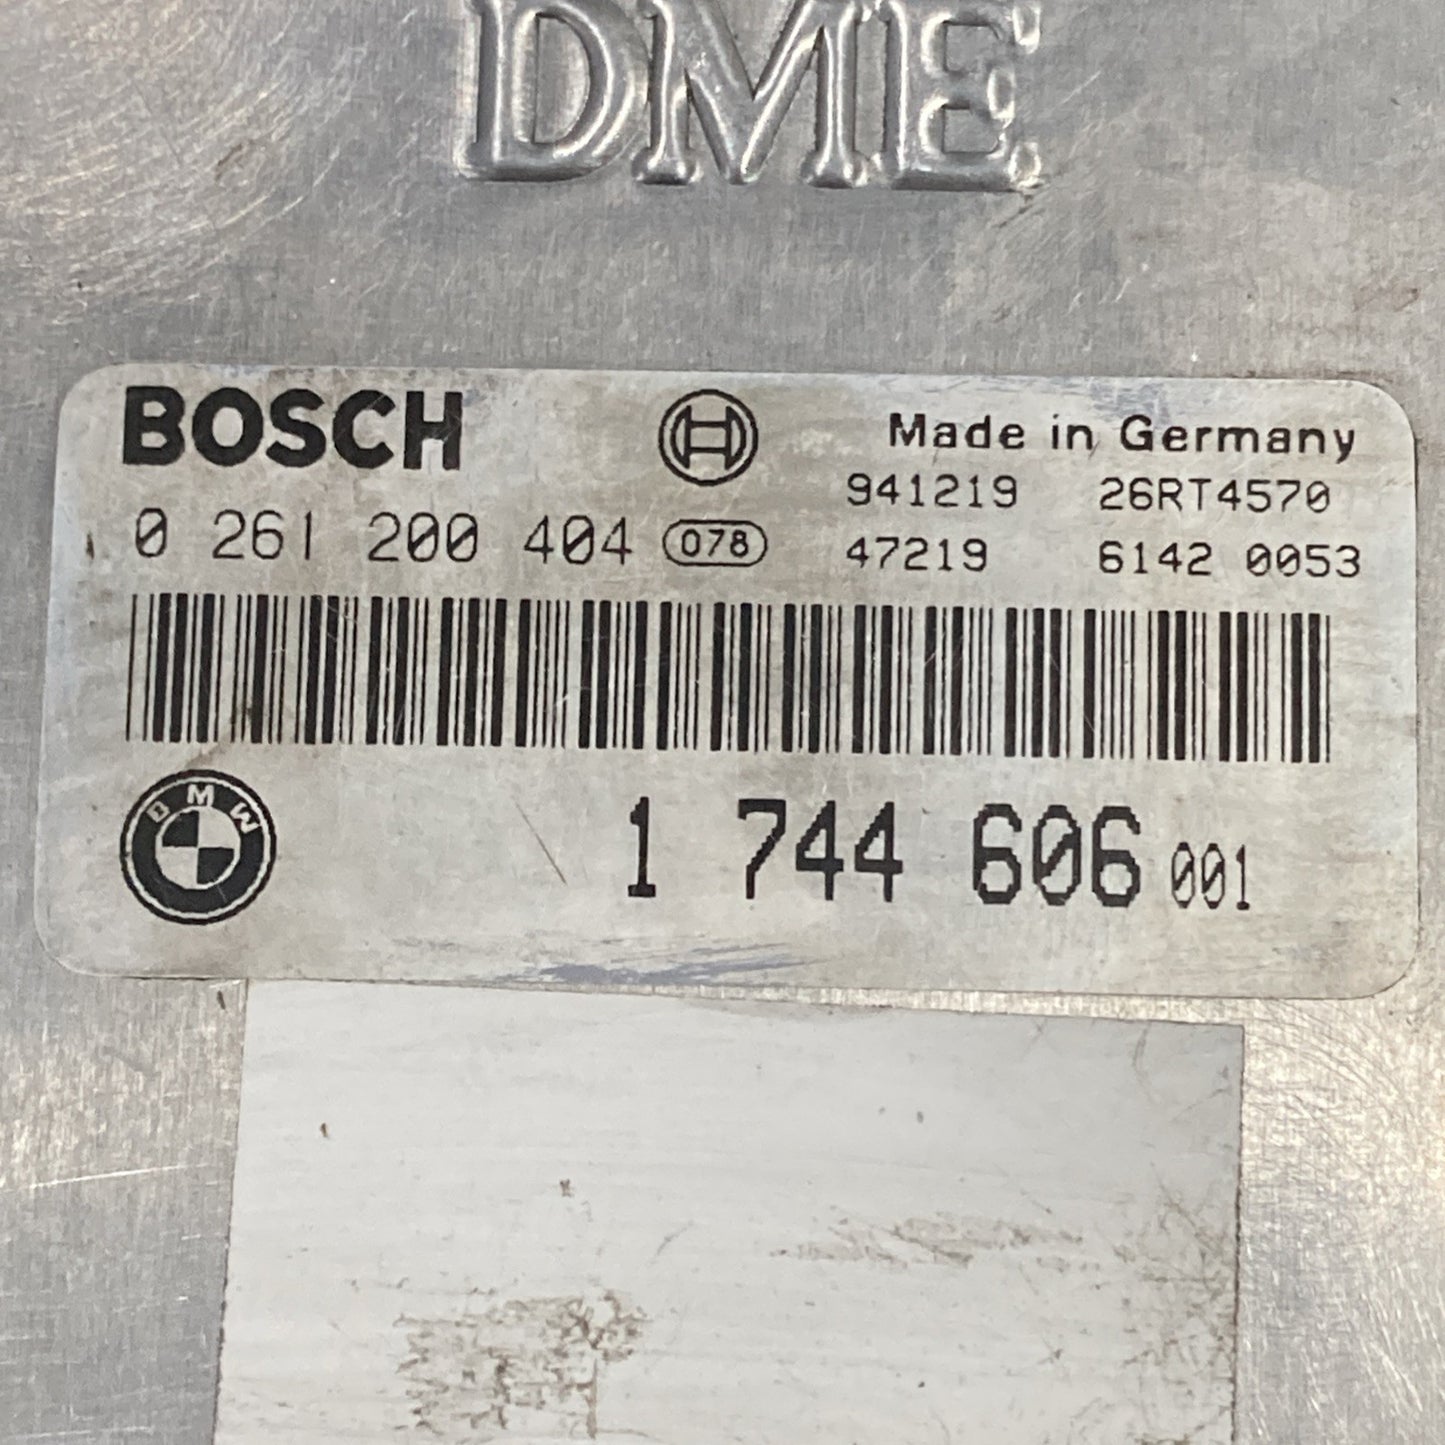 DME
BOSCH
Made in Germany
941219 26RT4570
0 261 200 404 078
47219 6142 0053
BMW
1 744 606 001